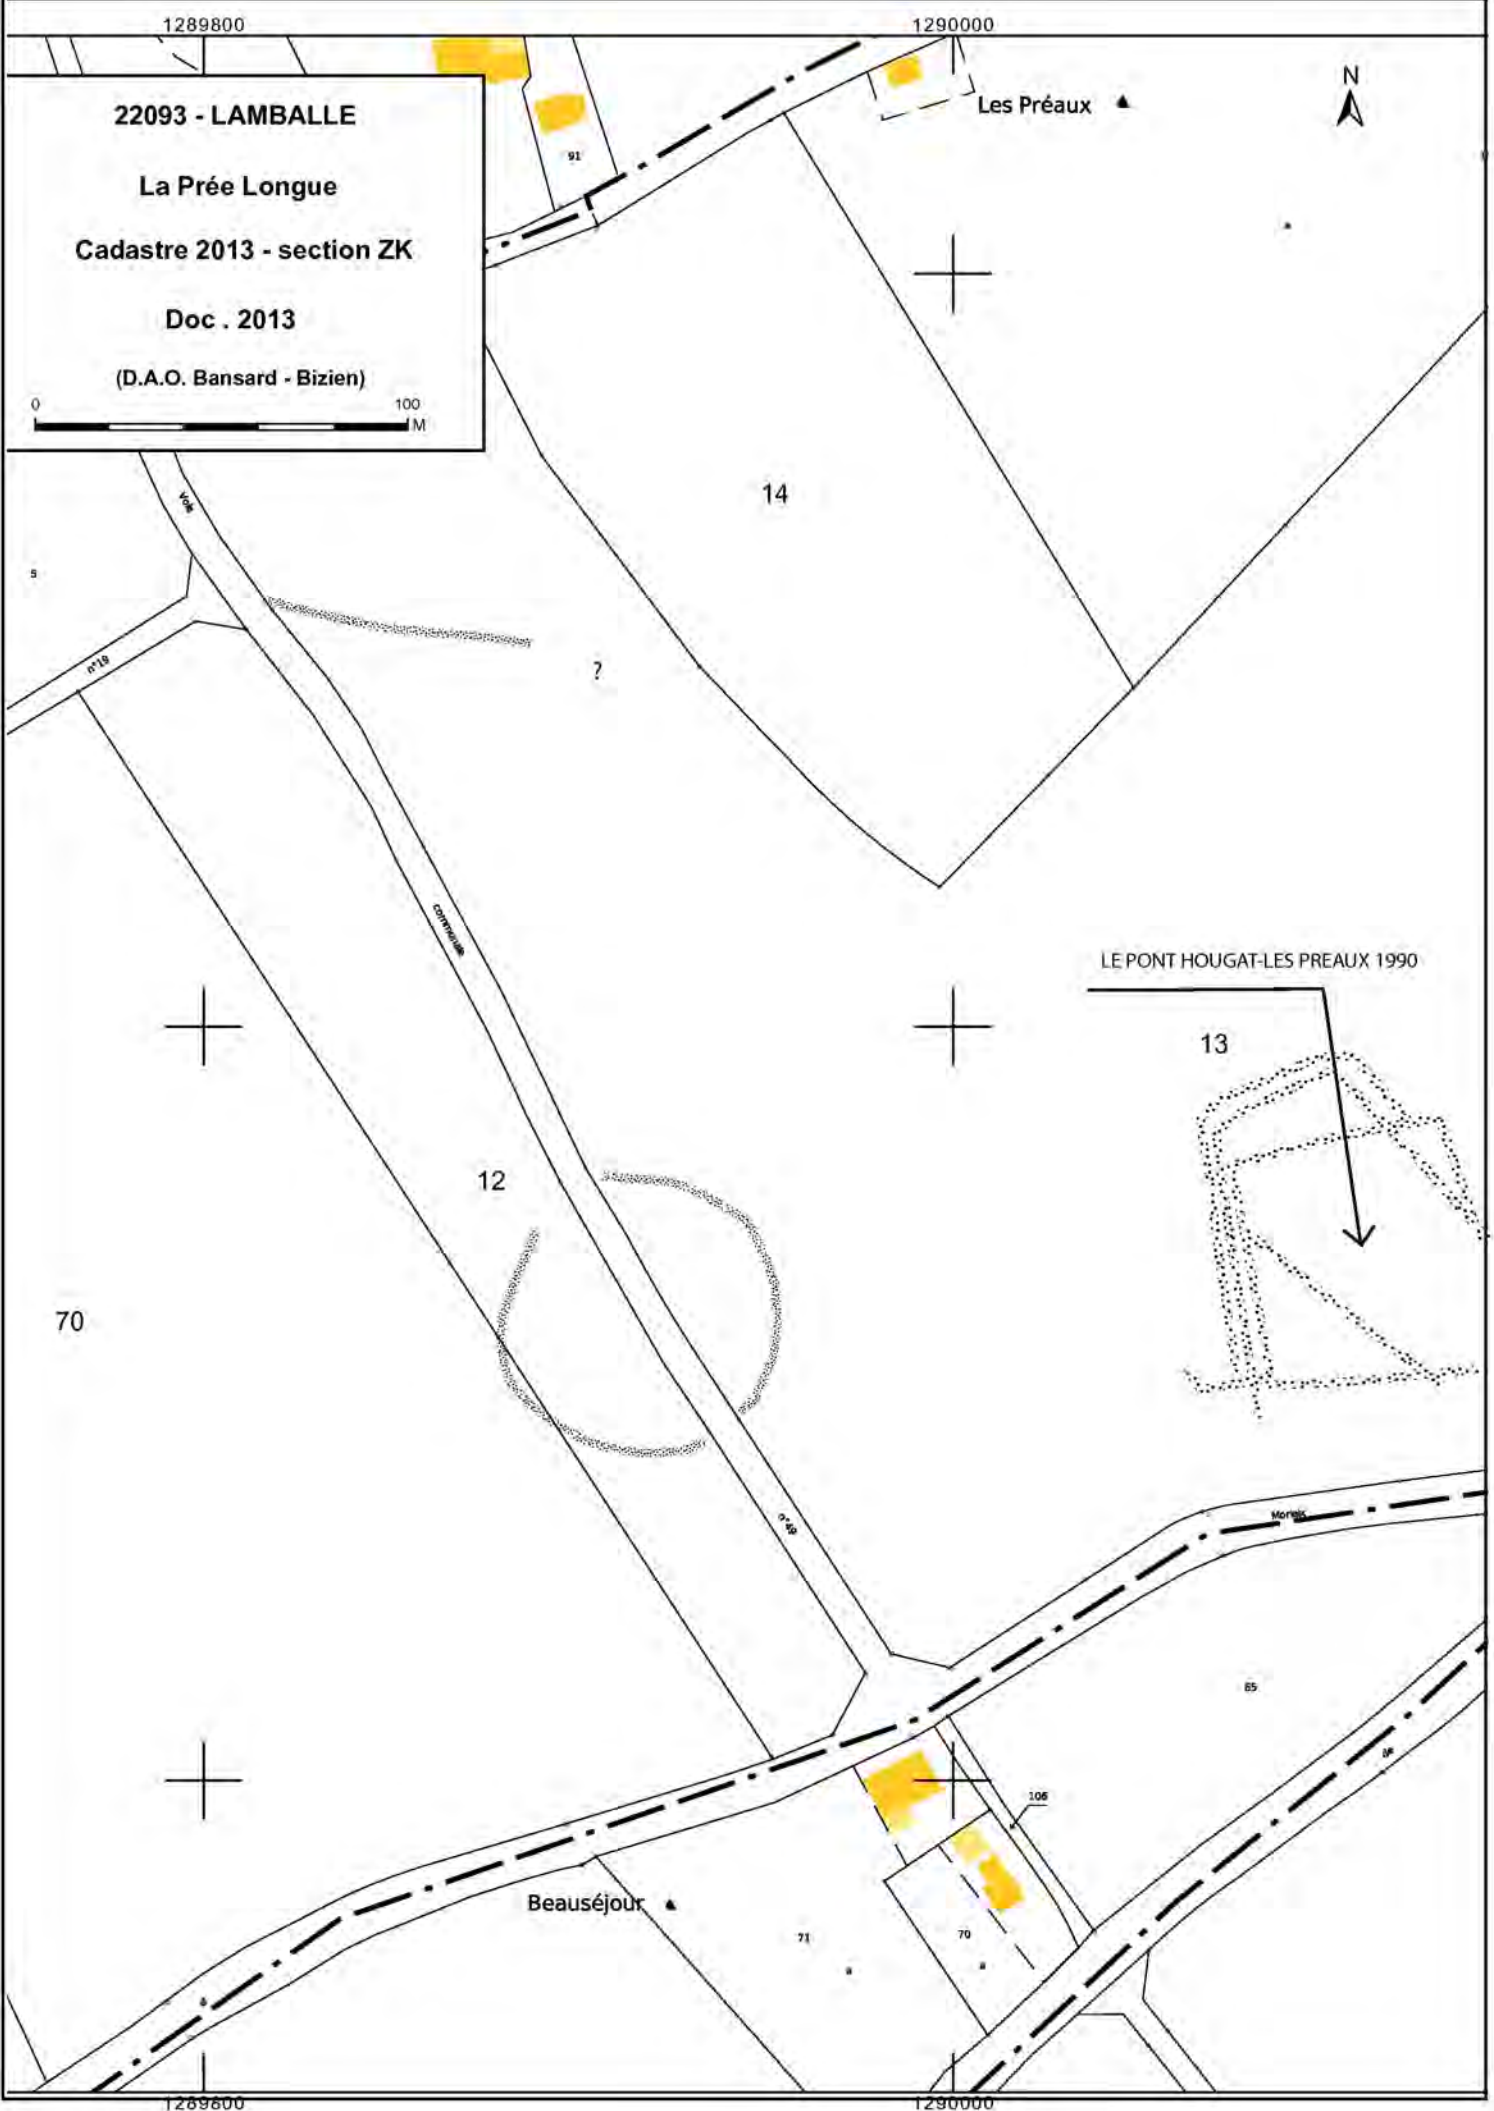 1289800
1290000
22093 - LAMBALLE
La Prée Longue
Cadastre 2013 - section ZK
Doc . 2013
(D.A.O. Bansard - Bizien)
0 100
M
N
Les Préaux
91
14
Voie
5
n°19
?
communale
LE PONT HOUGAT-LES PREAUX 1990
13
12
70
n°49
85
de
106
Beauséjour
71
70
a
a
1289800
1290000